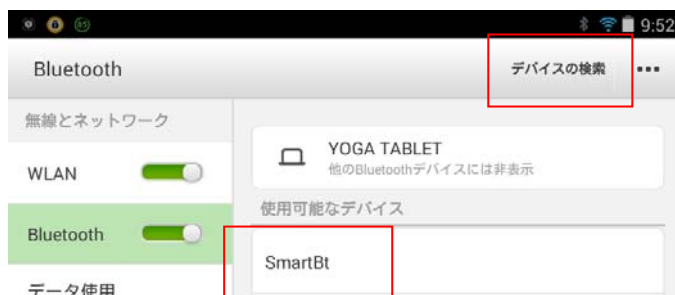 9:52
Bluetooth
デバイスの検索
無線とネットワーク
WLAN
Bluetooth
データ使用
YOGA TABLET
他のBluetoothデバイスには非表示
使用可能なデバイス
SmartBt